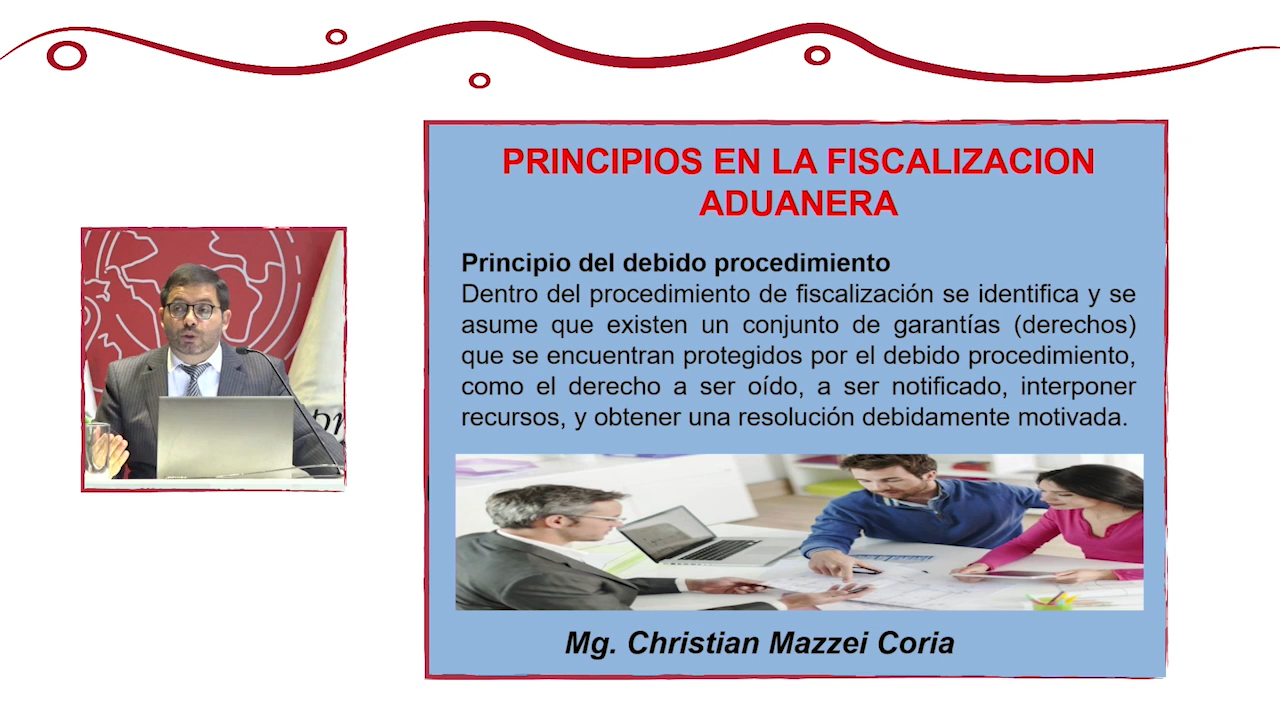 PRINCIPIOS EN LA FISCALIZACION
ADUANERA
Principio del debido procedimiento
Dentro del procedimiento de fiscalización se identifica y se
asume que existen un conjunto de garantías (derechos)
que se encuentran protegidos por el debido procedimiento,
como el derecho a ser oído, a ser notificado, interponer
recursos, y obtener una resolución debidamente motivada.
Mg. Christian Mazzei Coria